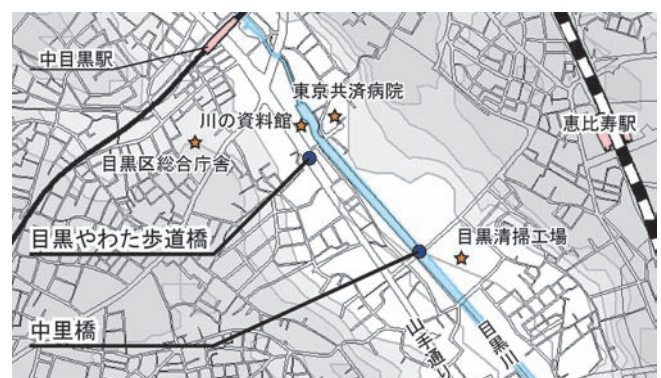 中目黒駅
東京共済病院
川の資料館
恵比寿駅
目黒区総合庁舎
目黒やわた歩道橋
目黒清掃工場
中里橋
山手通り
目黒川